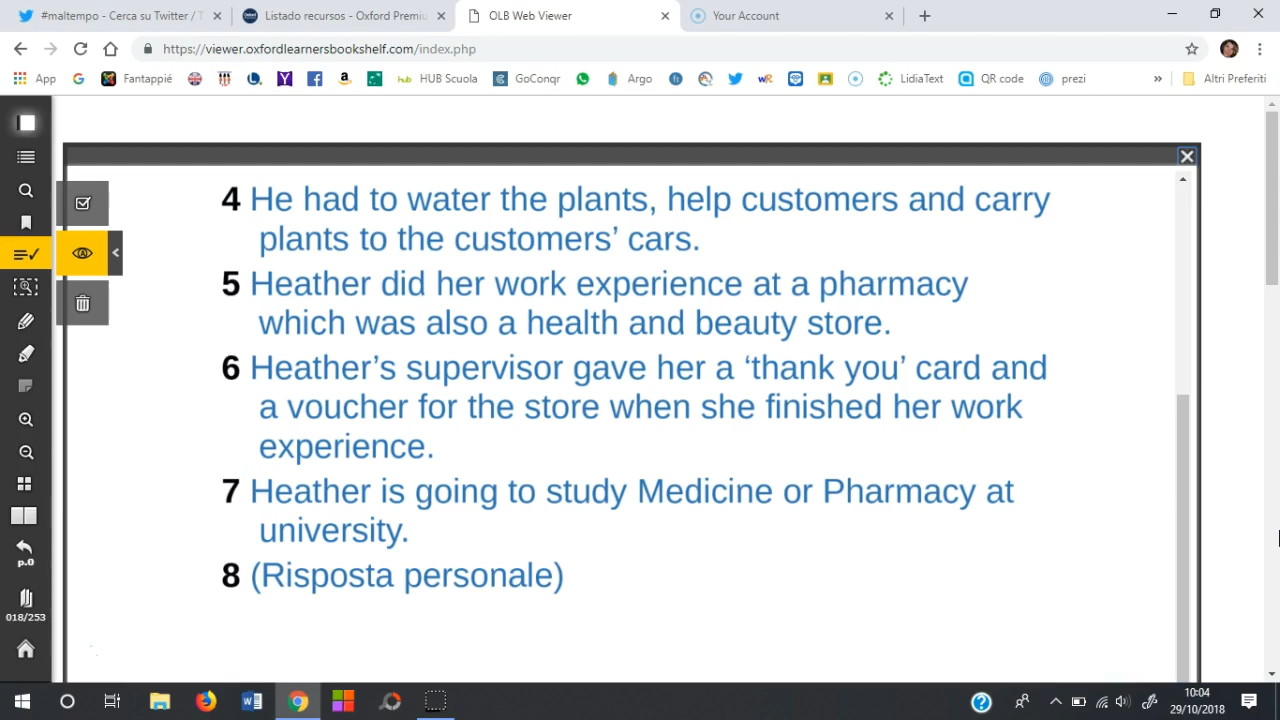 #maltempo - Cerca su Twitter / T
Listado recursos - Oxford Premiu
OLB Web Viewer
Your Account
https://viewer.oxfordlearnersbookshelf.com/index.php
App
Fantappié
HUB Scuola
GoConqr
Argo
LidiaText
QR code
prezi
»
Altri Preferiti
4 He had to water the plants, help customers and carry
plants to the customers’ cars.
5 Heather did her work experience at a pharmacy
which was also a health and beauty store.
6 Heather’s supervisor gave her a ‘thank you’ card and
a voucher for the store when she finished her work
experience.
7 Heather is going to study Medicine or Pharmacy at
university.
8 (Risposta personale)
p.0
018/253
10:04
29/10/2018